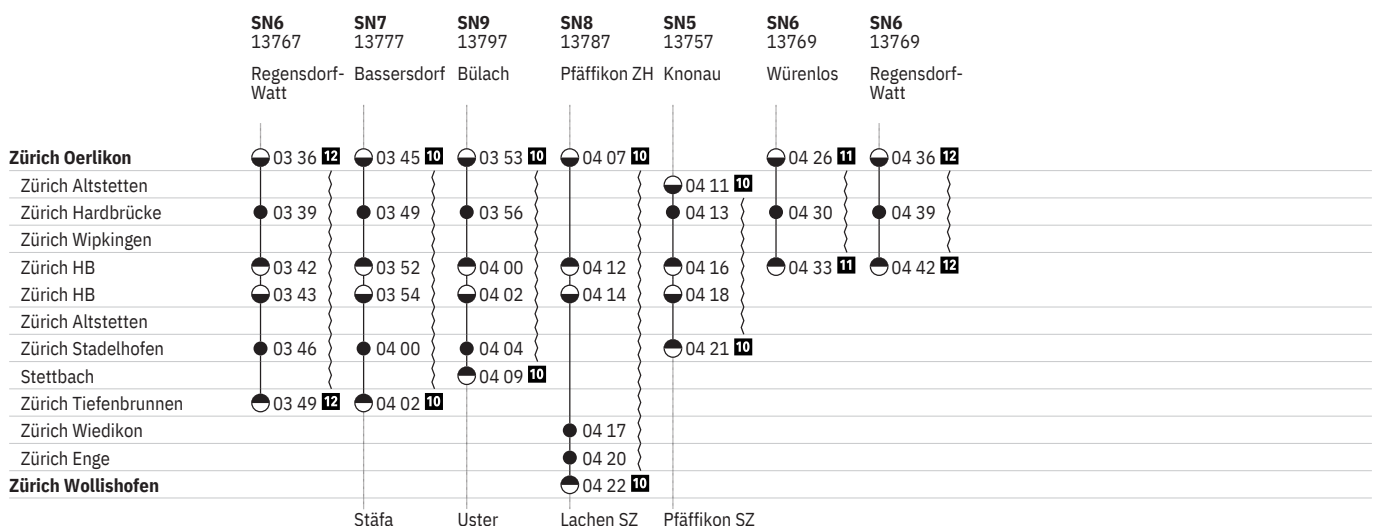 SN6 SN7 SN9 SN8 SN5 SN6 SN6
13767 13777 13797 13787 13757 13769 13769
Regensdorf- Bassersdorf Bülach Pfäffikon ZH Knonau Würenlos Regensdorf-
Watt Watt
Zürich Oerlikon 03 36 12 03 45 10 03 53 10 04 07 10 04 26 11 04 36 12
Zürich Altstetten 04 11 10
Zürich Hardbrücke 03 39 03 49 03 56 04 13 04 30 04 39
Zürich Wipkingen
Zürich HB 03 42 03 52 04 00 04 12 04 16 04 33 11 04 42 12
Zürich HB 03 43 03 54 04 02 04 14 04 18
Zürich Altstetten
Zürich Stadelhofen 03 46 04 00 04 04 04 21 10
Stettbach 04 09 10
Zürich Tiefenbrunnen 03 49 12 04 02 10
Zürich Wiedikon 04 17
Zürich Enge 04 20
Zürich Wollishofen 04 22 10
Stäfa Uster Lachen SZ Pfäffikon SZ